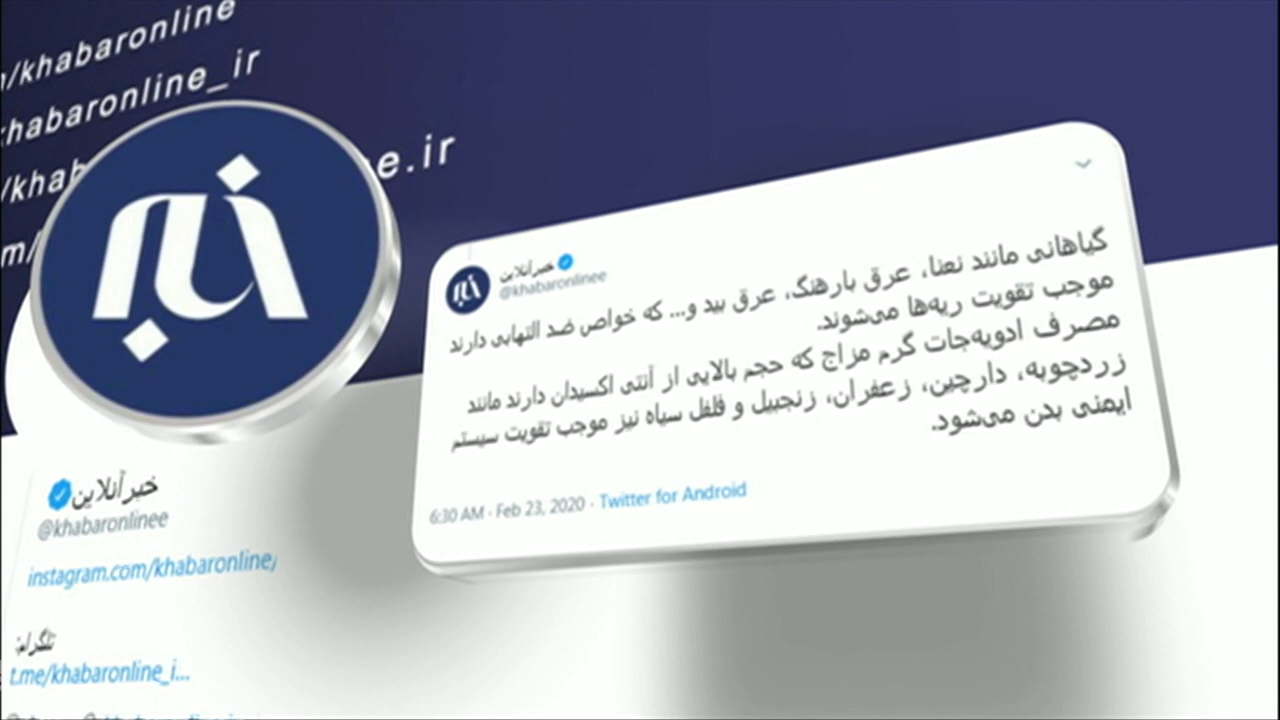 /khabaronline
khabaronline_ir
/khab
e.ir
m/
خبر
خبرآنلاین
@khabaronlinee
گیاهانی مانند نعنا، عرق بارهنگ، عرق بید و... که خواص ضد التهابی دارند
موجب تقویت ریه‌ها می‌شوند.
مصرف ادویه‌جات گرم مزاج که حجم بالایی از آنتی اکسیدان دارند مانند
زردچوبه، دارچین، زعفران، زنجبیل و فلفل سیاه نیز موجب تقویت سیستم
ایمنی بدن می‌شود.
6:30 AM · Feb 23, 2020 · Twitter for Android
خبرآنلاین
@khabaronlinee
instagram.com/khabaronline/
تلگرام:
t.me/khabaronline_i...